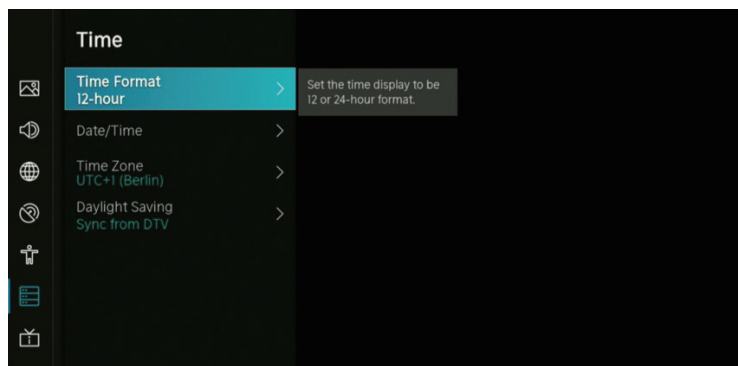 Time
Time Format
12-hour
Set the time display to be
12 or 24-hour format.
Date/Time
Time Zone
UTC+1 (Berlin)
Daylight Saving
Sync from DTV